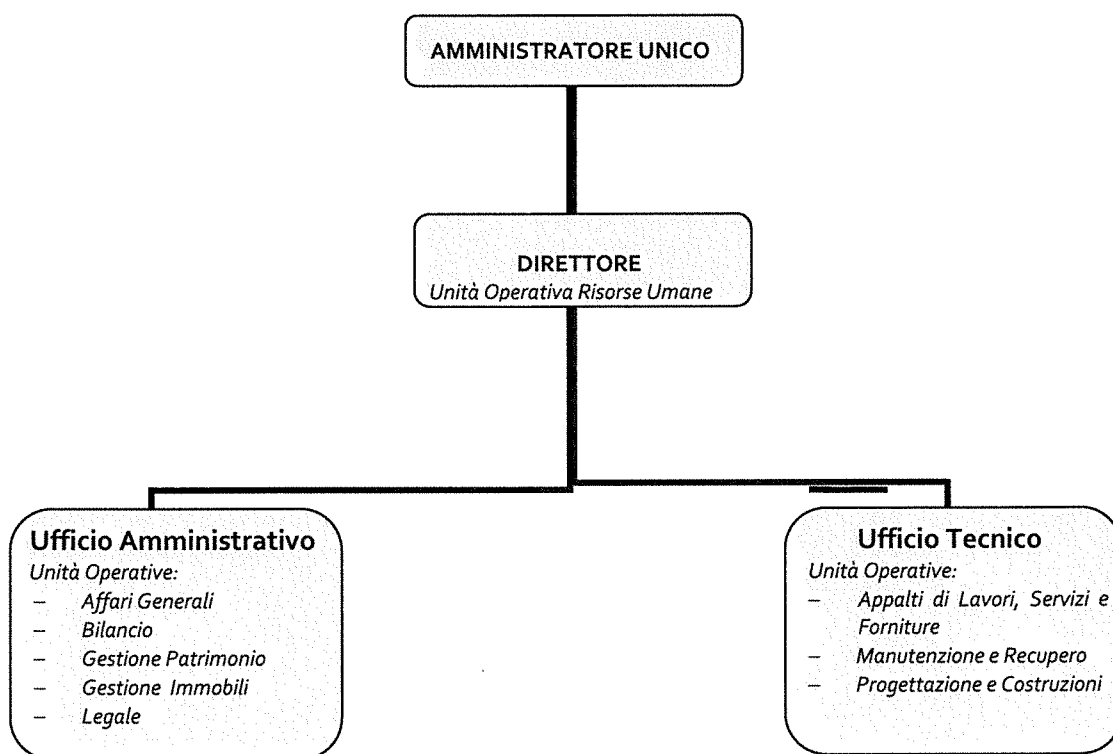 AMMINISTRATORE UNICO
DIRETTORE
Unità Operativa Risorse Umane
Ufficio Amministrativo
Unità Operative:
– Affari Generali
– Bilancio
– Gestione Patrimonio
– Gestione Immobili
– Legale
Ufficio Tecnico
Unità Operative:
– Appalti di Lavori, Servizi e
Forniture
– Manutenzione e Recupero
– Progettazione e Costruzioni